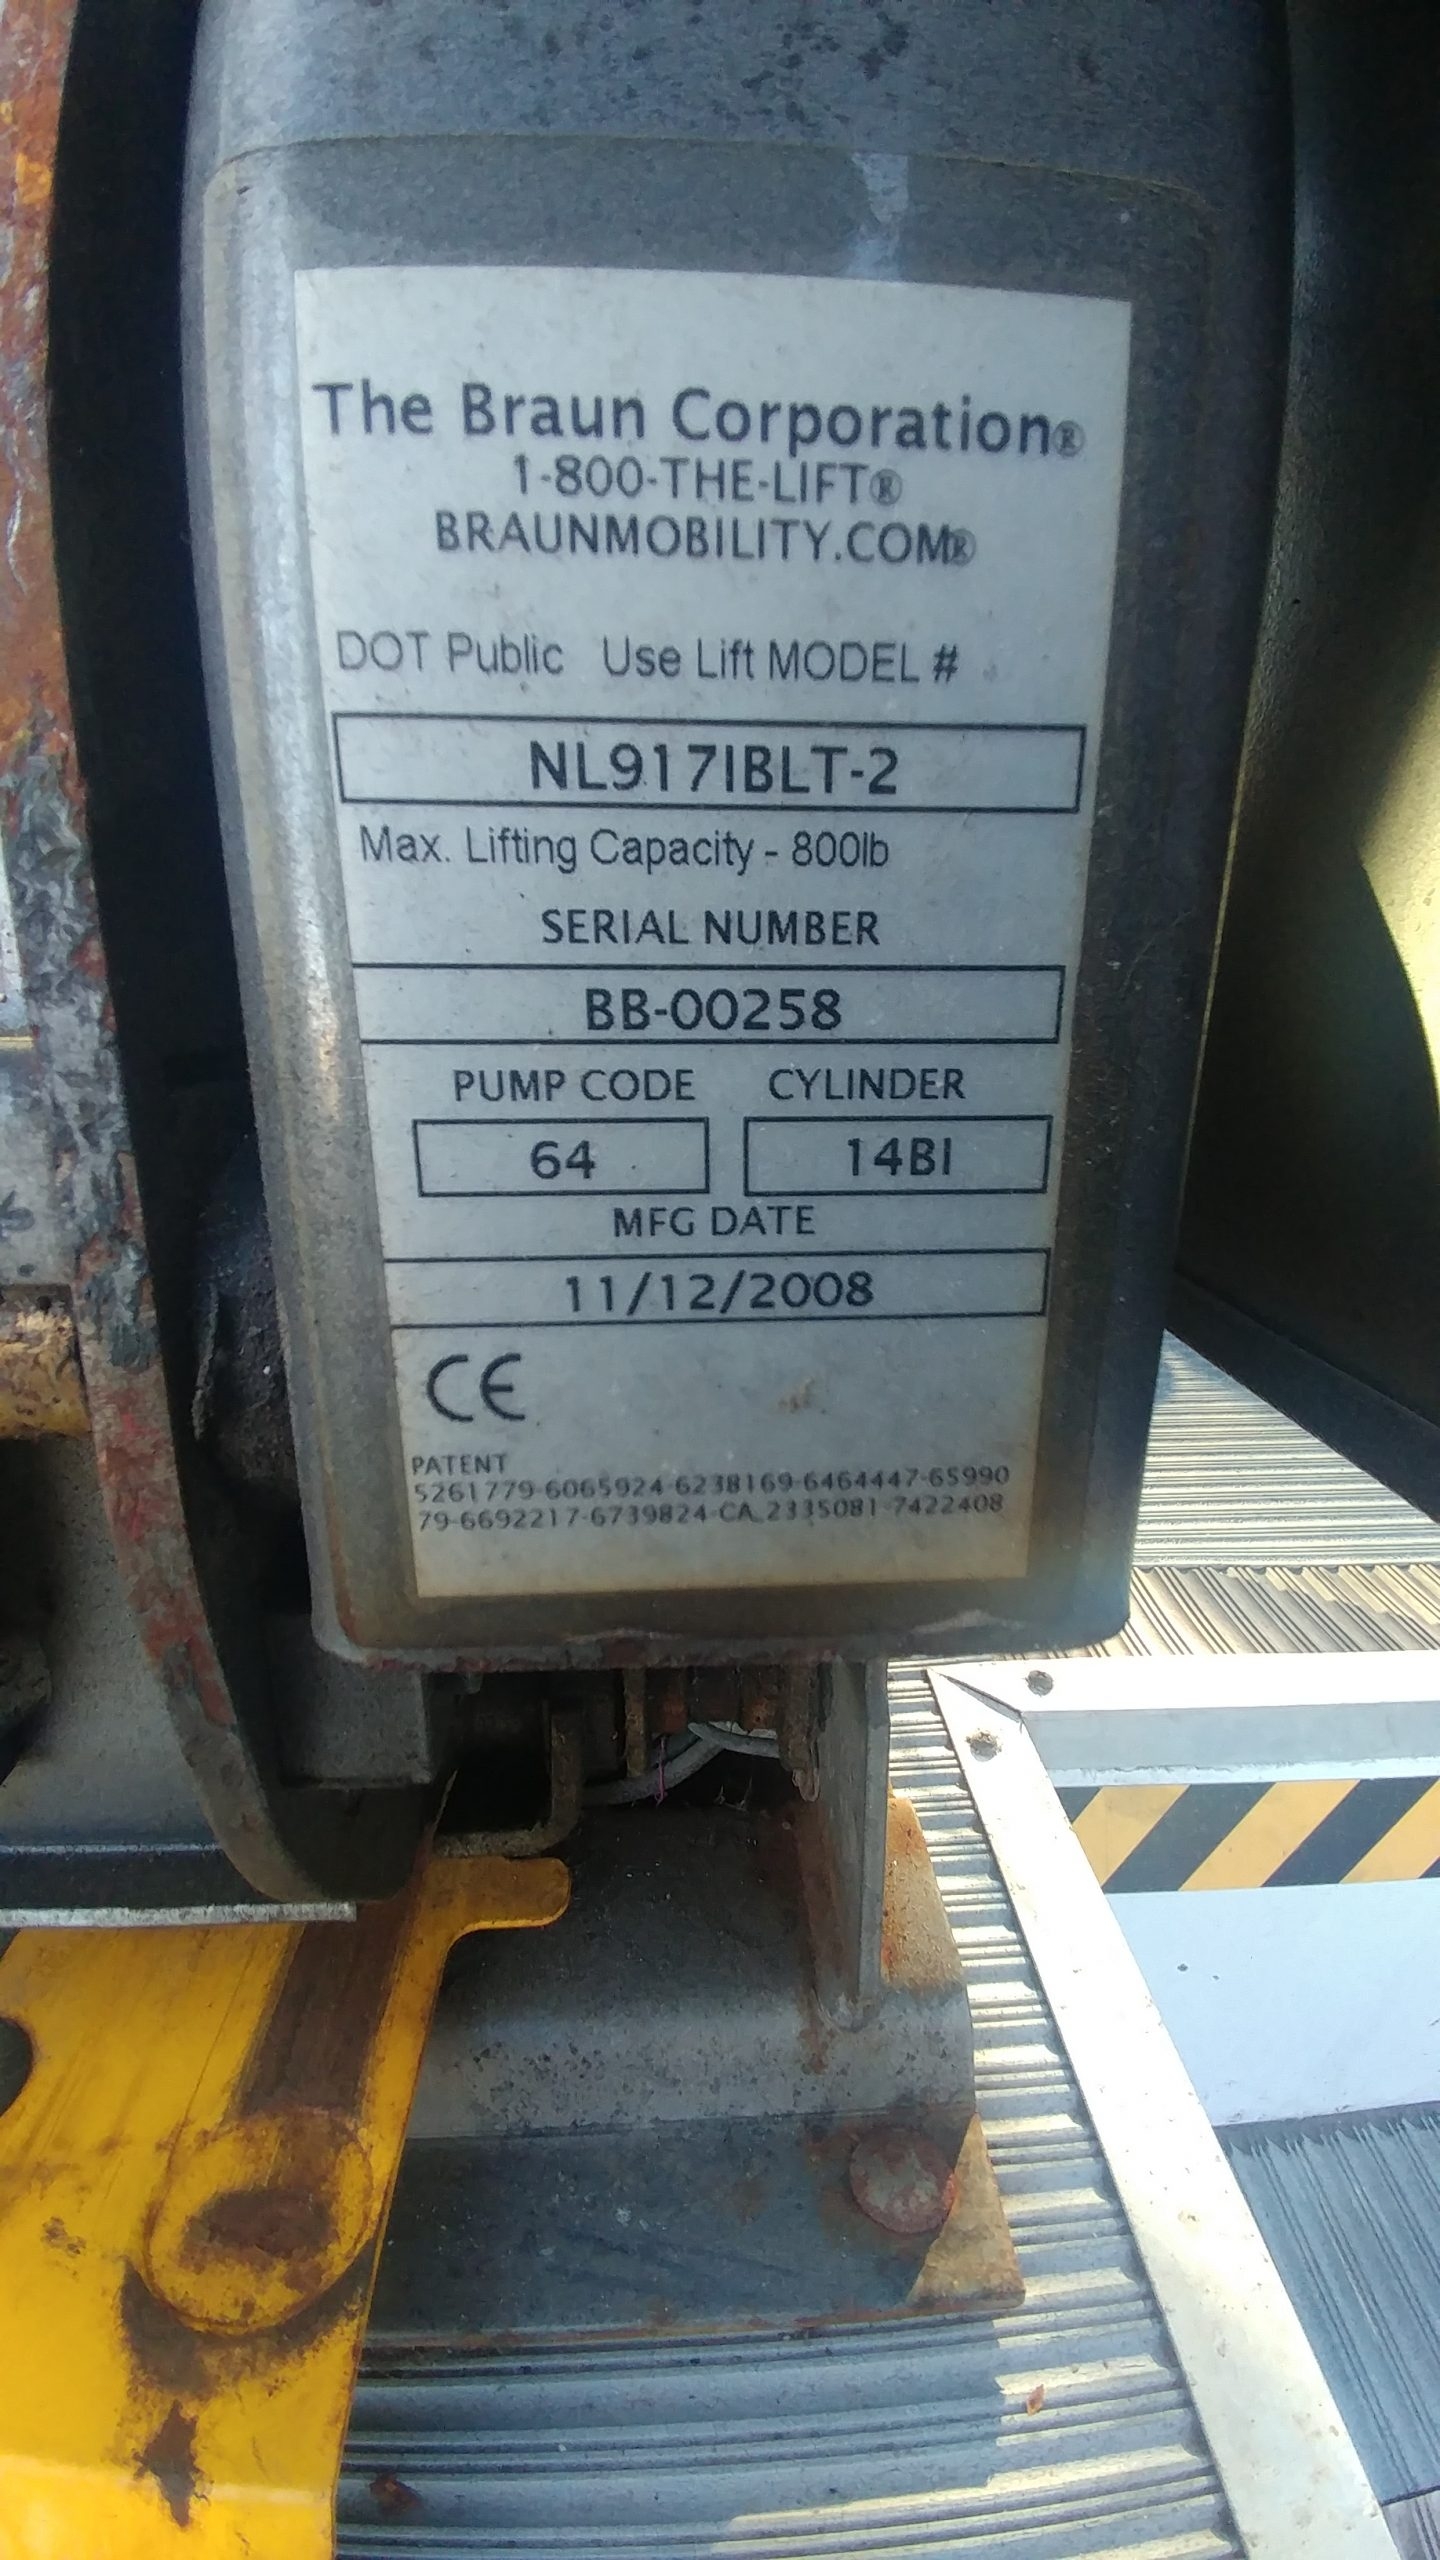 The Braun Corporation®
1-800-THE-LIFT®
BRAUNMOBILITY.COM®
DOT Public Use Lift MODEL #
NL917IBLT-2
Max. Lifting Capacity - 800lb
SERIAL NUMBER
BB-00258
PUMP CODE CYLINDER
64 14BI
MFG DATE
11/12/2008
CE
PATENT
5261779-6065924-6238169-6464447-65990
79-6692217-6739824-CA 2335081-7422408